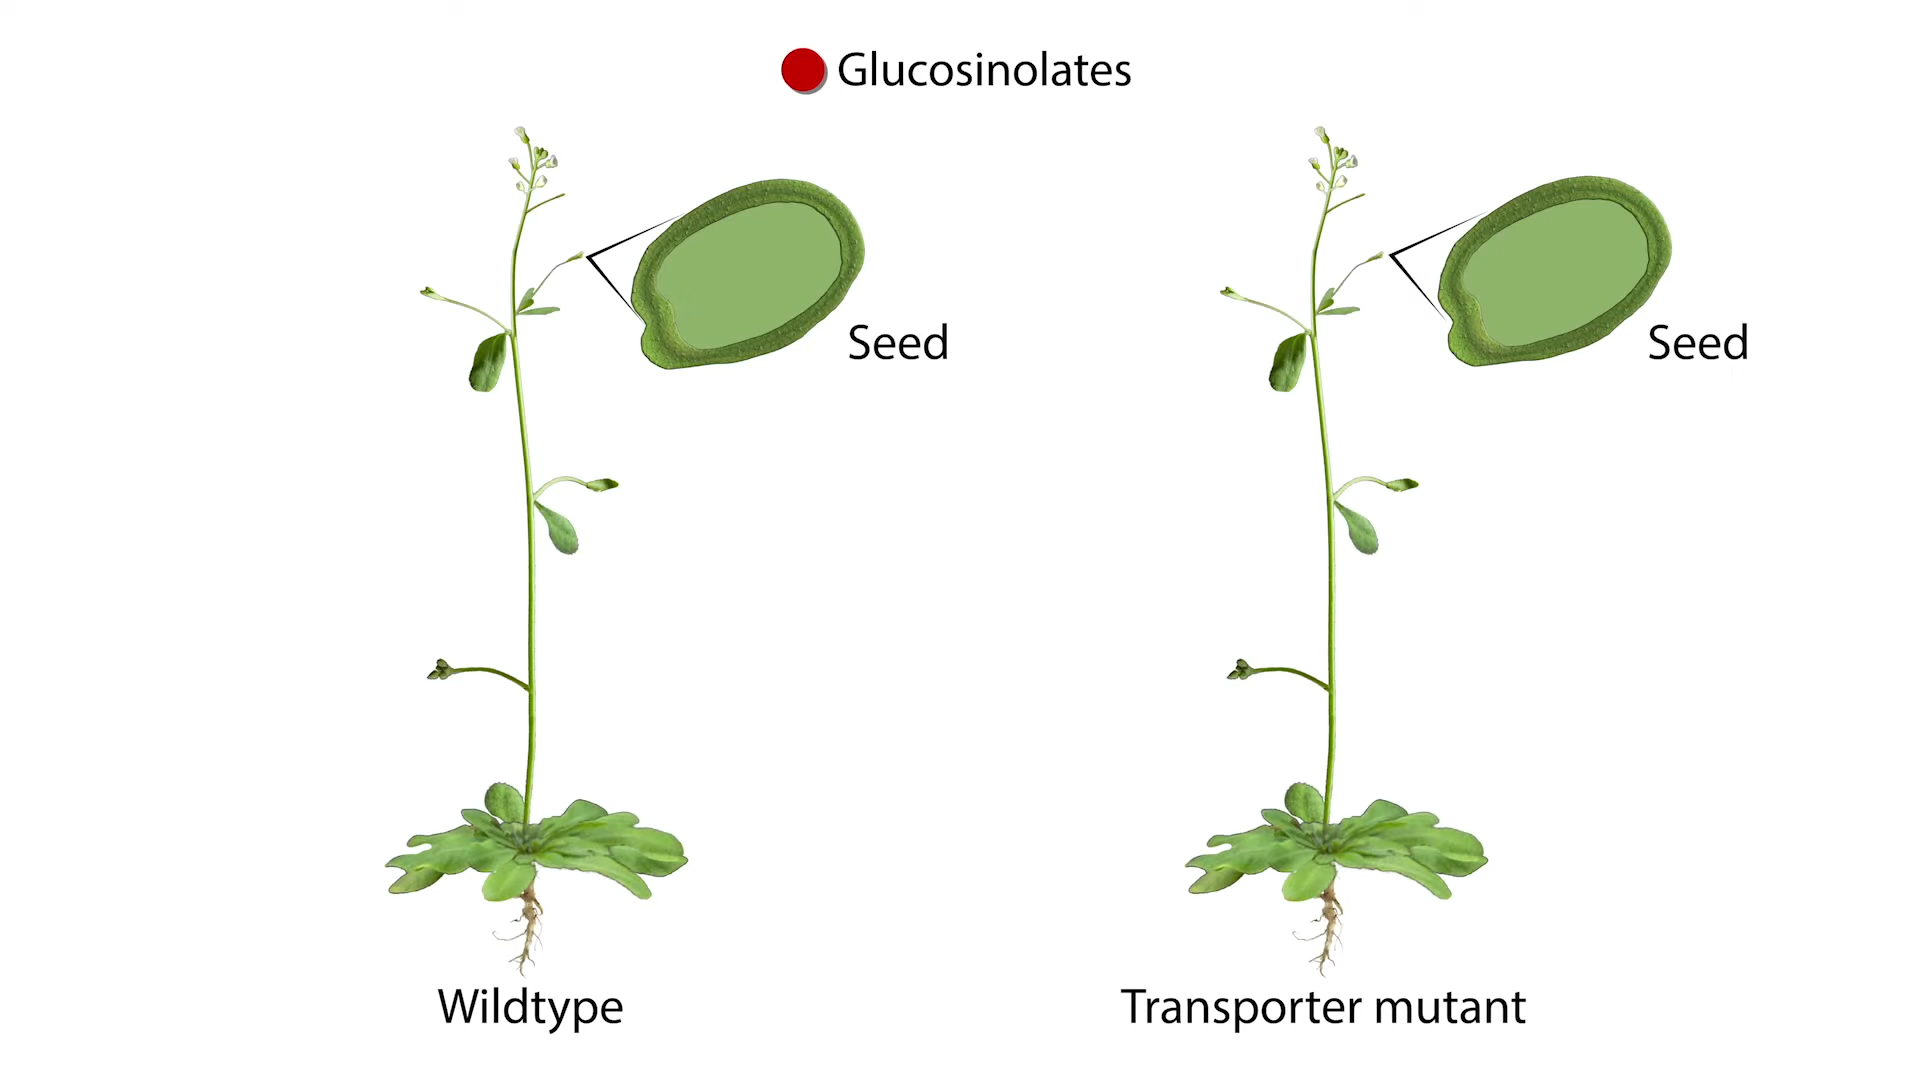 Glucosinolates
Seed
Seed
Wildtype
Transporter mutant